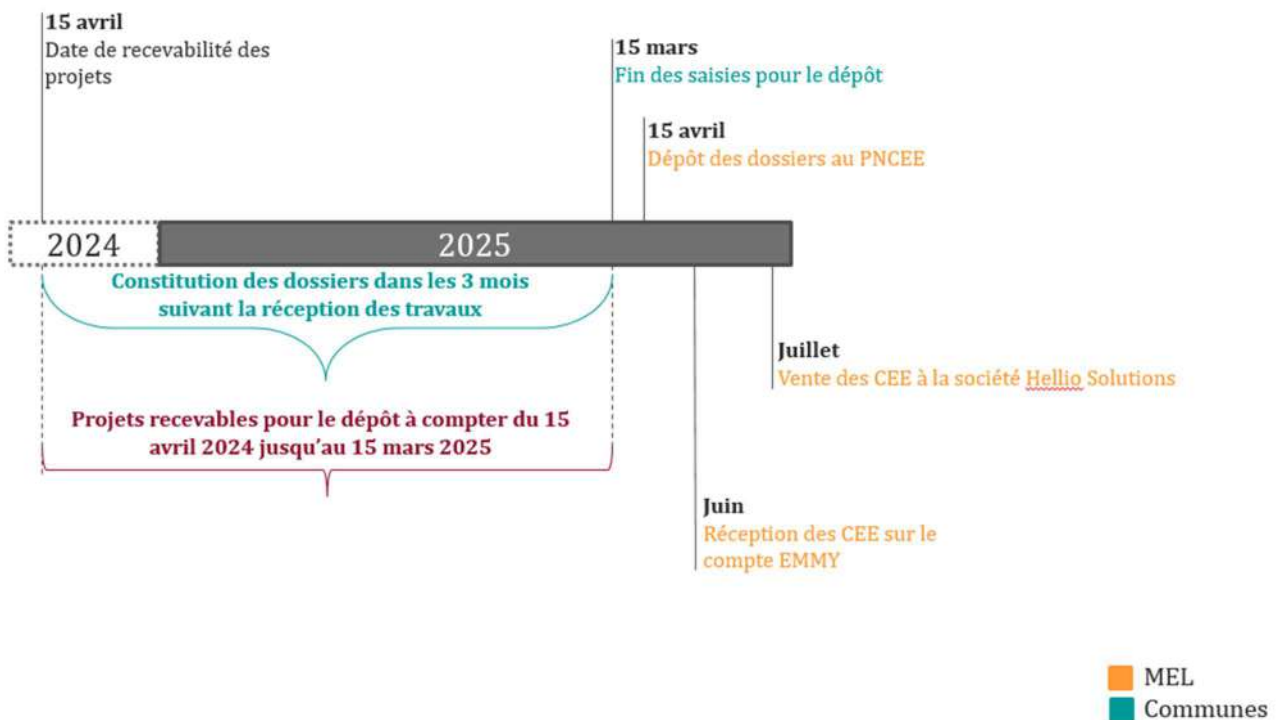 15 avril
Date de recevabilité des
projets
15 mars
Fin des saisies pour le dépôt
15 avril
Dépôt des dossiers au PNCEE
2024
2025
Constitution des dossiers dans les 3 mois
suivant la réception des travaux
Juillet
Vente des CEE à la société Hellio Solutions
Projets recevables pour le dépôt à compter du 15
avril 2024 jusqu'au 15 mars 2025
Juin
Réception des CEE sur le
compte EMMY
MEL
Communes